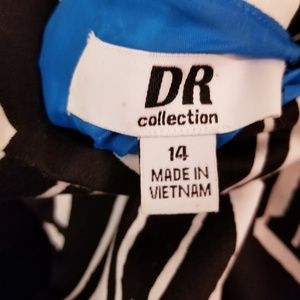 DR
collection
14
MADE IN
VIETNAM